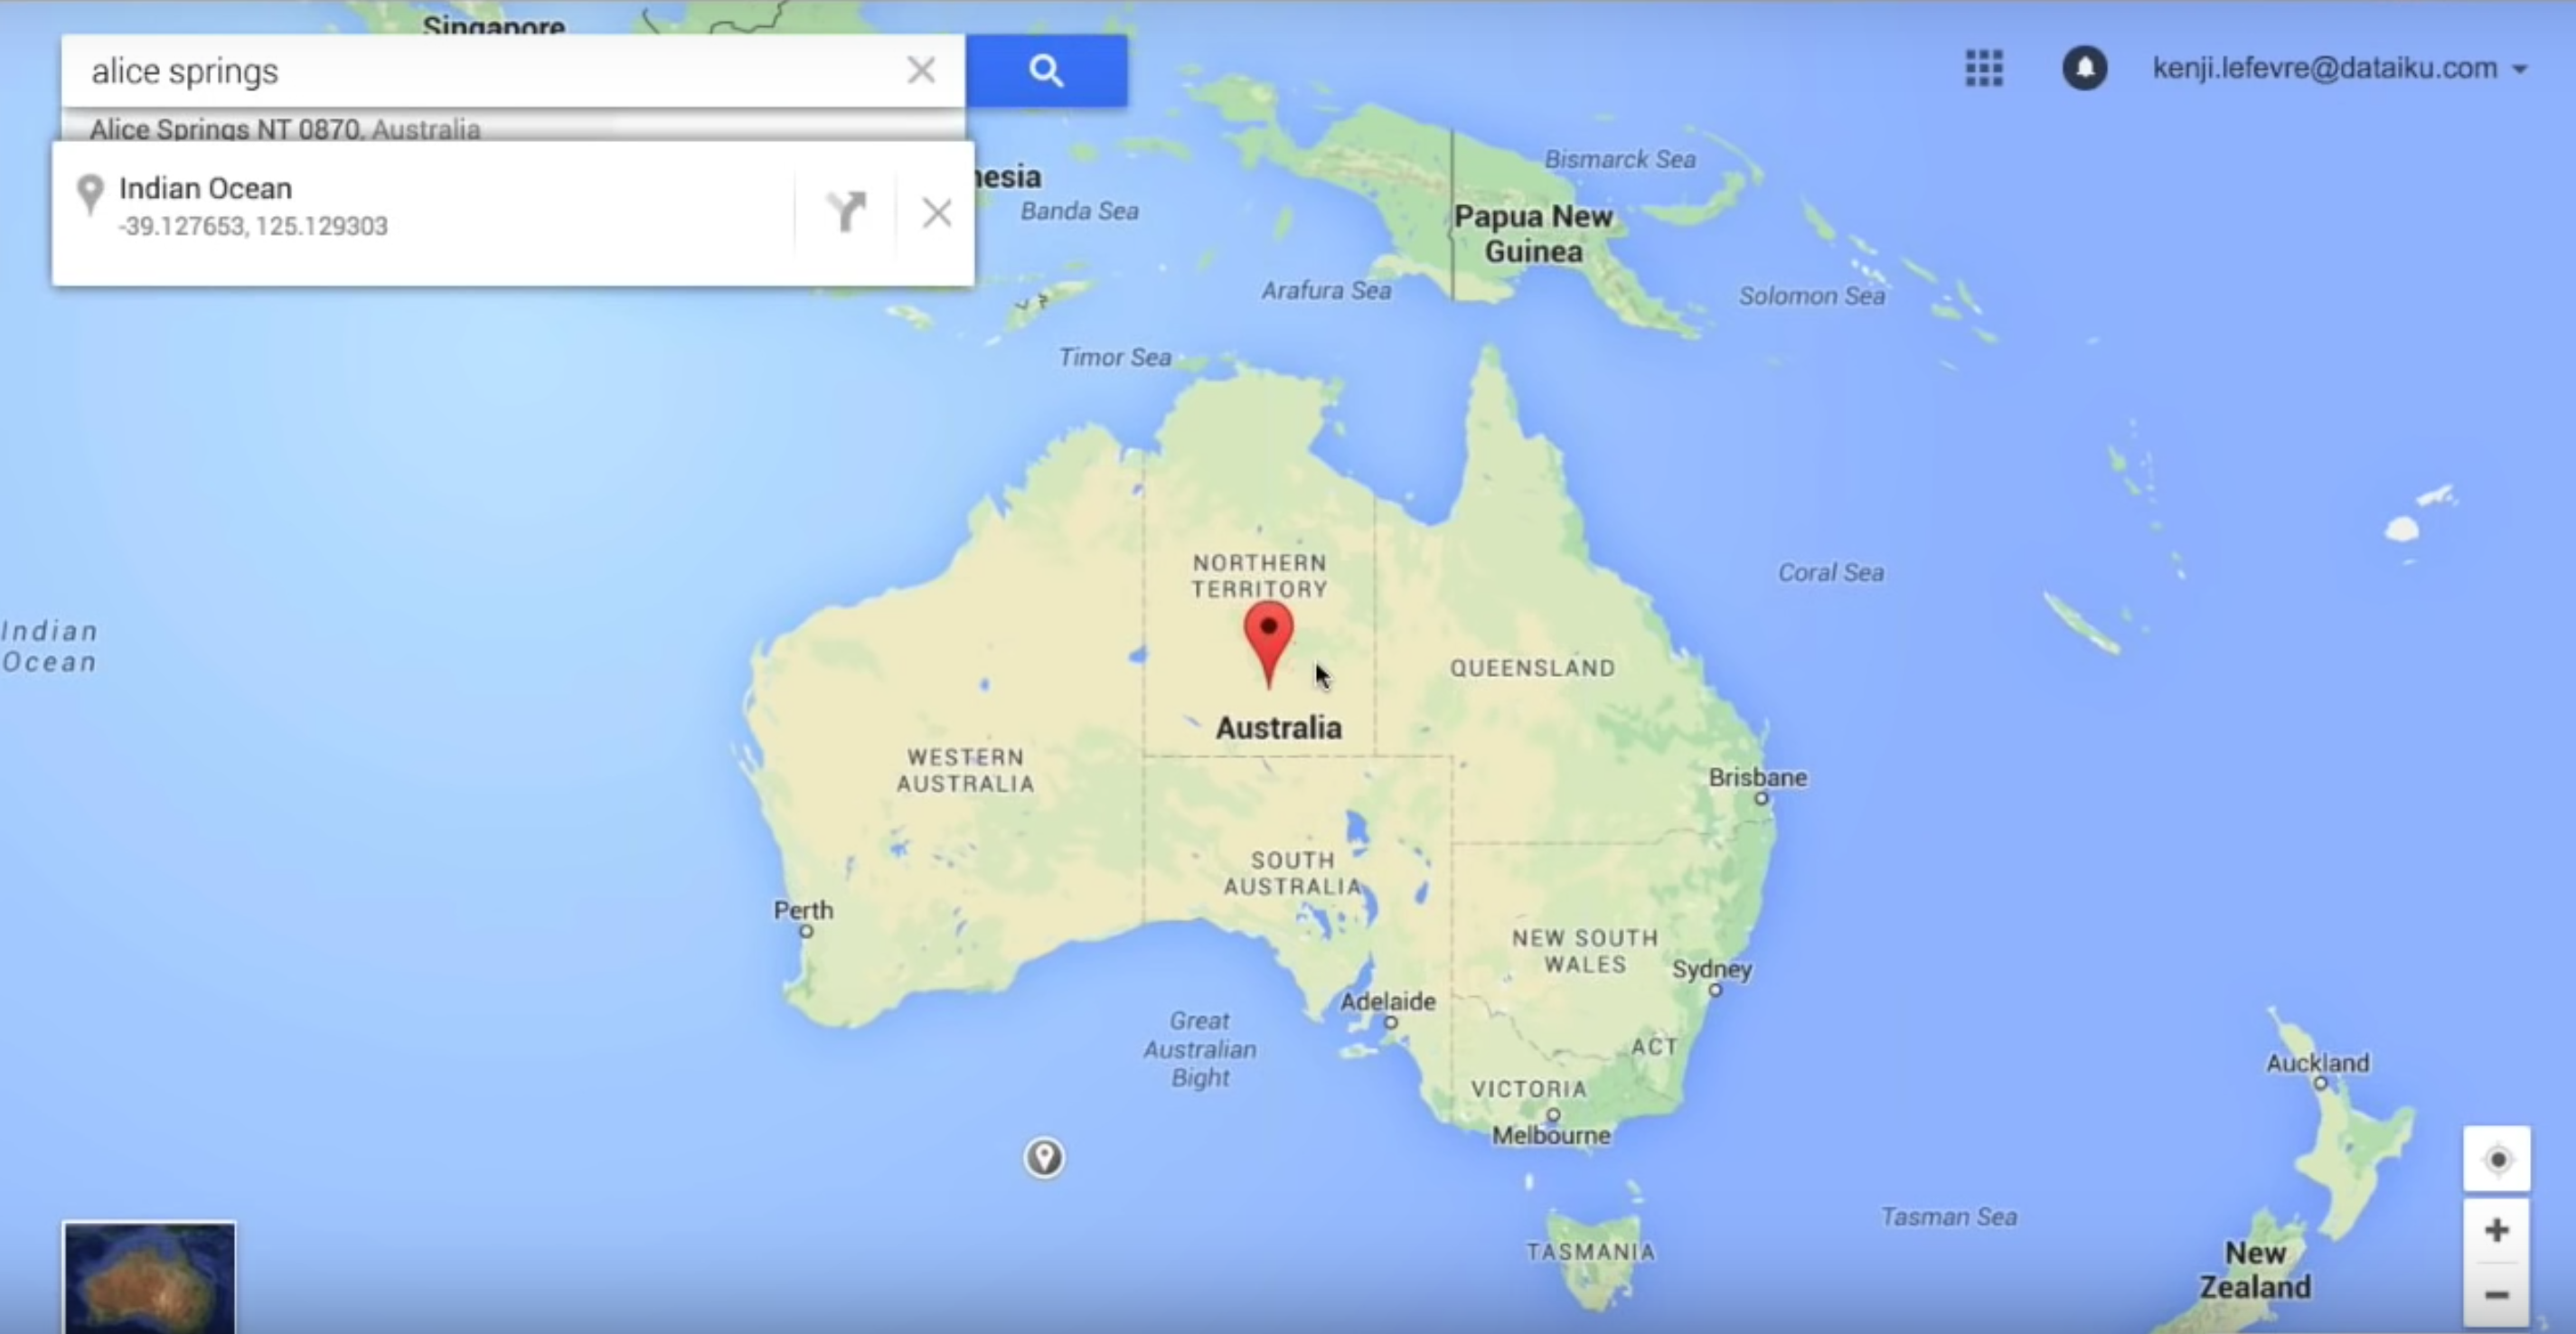 Singapore
alice springs
kenji.lefevre@dataiku.com
Alice Springs NT 0870, Australia
Indian Ocean
-39.127653, 125.129303
nesia
Banda Sea
Bismarck Sea
Papua New
Guinea
Arafura Sea
Solomon Sea
Timor Sea
NORTHERN
TERRITORY
Coral Sea
Indian
Ocean
QUEENSLAND
Australia
WESTERN
AUSTRALIA
Brisbane
SOUTH
AUSTRALIA
Perth
NEW SOUTH
WALES
Sydney
Adelaide
Great
Australian
Bight
ACT
Auckland
VICTORIA
Melbourne
Tasman Sea
TASMANIA
New
Zealand